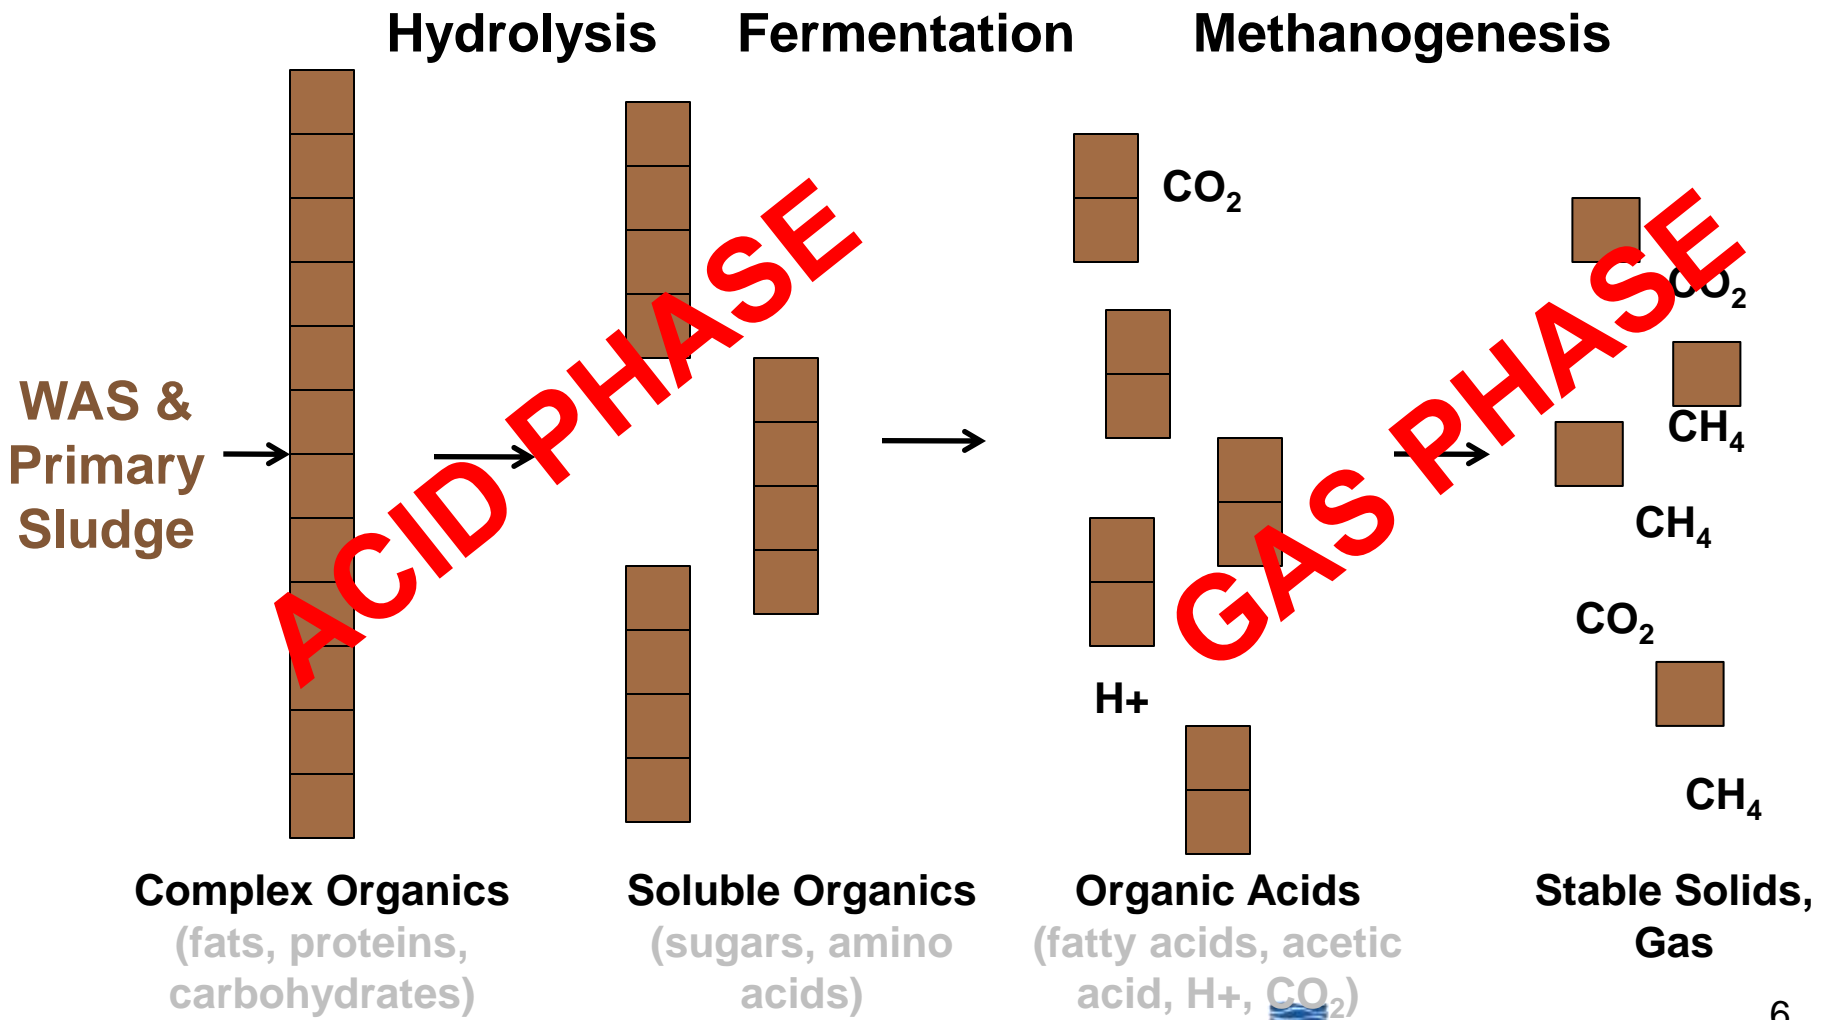 Hydrolysis Fermentation Methanogenesis
WAS &
Primary
Sludge
ACID PHASE
GAS PHASE
CO₂
H+
CO₂
CH₄
CH₄
CO₂
CH₄
Complex Organics
(fats, proteins,
carbohydrates)
Soluble Organics
(sugars, amino
acids)
Organic Acids
(fatty acids, acetic
acid, H+, CO₂)
Stable Solids,
Gas
6